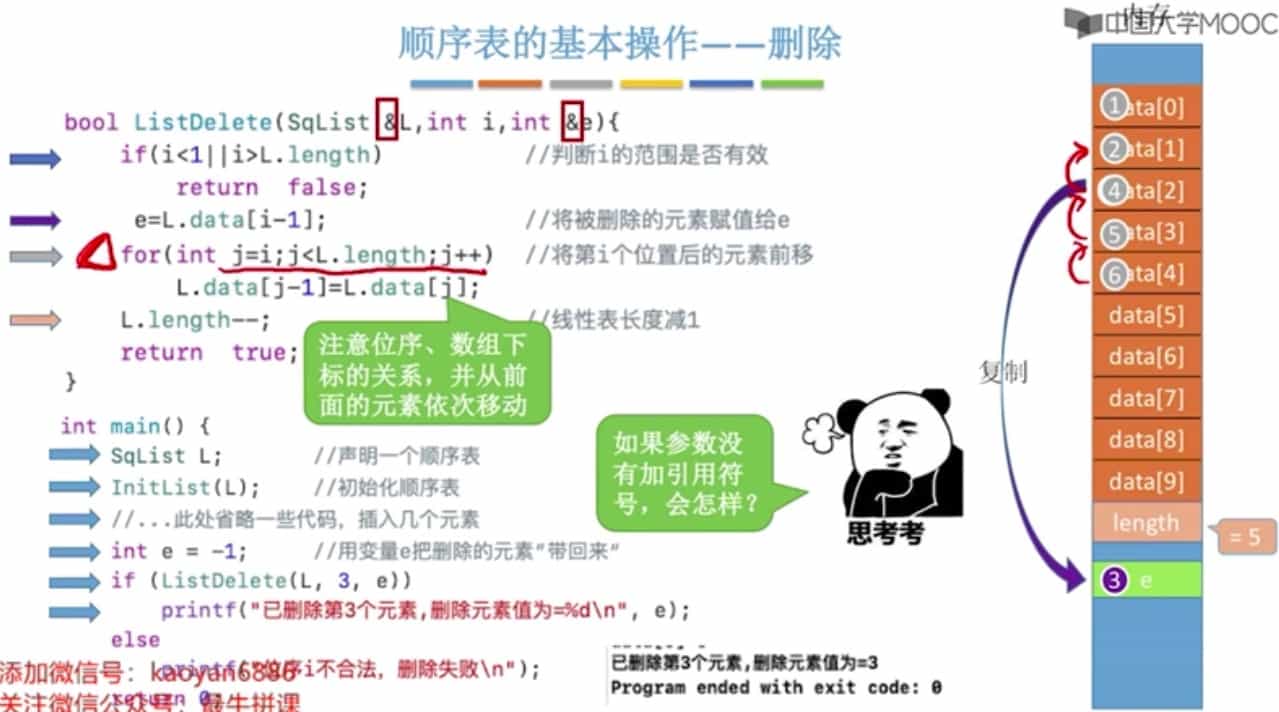 中国大学MOOC
内存
顺序表的基本操作——删除
bool ListDelete(SqList &L,int i,int &e){
if(i<1||i>L.length) //判断i的范围是否有效
return false;
e=L.data[i-1]; //将被删除的元素赋值给e
for(int j=i;j<L.length;j++) //将第i个位置后的元素前移
L.data[j-1]=L.data[j];
L.length--; //线性表长度减1
return true;
}
注意位序、数组下
标的关系，并从前
面的元素依次移动
int main() {
SqList L; //声明一个顺序表
InitList(L); //初始化顺序表
//...此处省略一些代码，插入几个元素
int e = -1; //用变量e把删除的元素"带回来"
if (ListDelete(L, 3, e))
printf("已删除第3个元素,删除元素值为=%d\n", e);
else
printf("位序i不合法，删除失败\n");
return 0;
添加微信号：kaoyan6886
关注微信公众号：最牛拼课
如果参数没
有加引用符
号，会怎样？
思考考
已删除第3个元素,删除元素值为=3
Program ended with exit code: 0
复制
1 ata[0]
2 ata[1]
4 ata[2]
5 ata[3]
6 ata[4]
data[5]
data[6]
data[7]
data[8]
data[9]
length
= 5
3 e